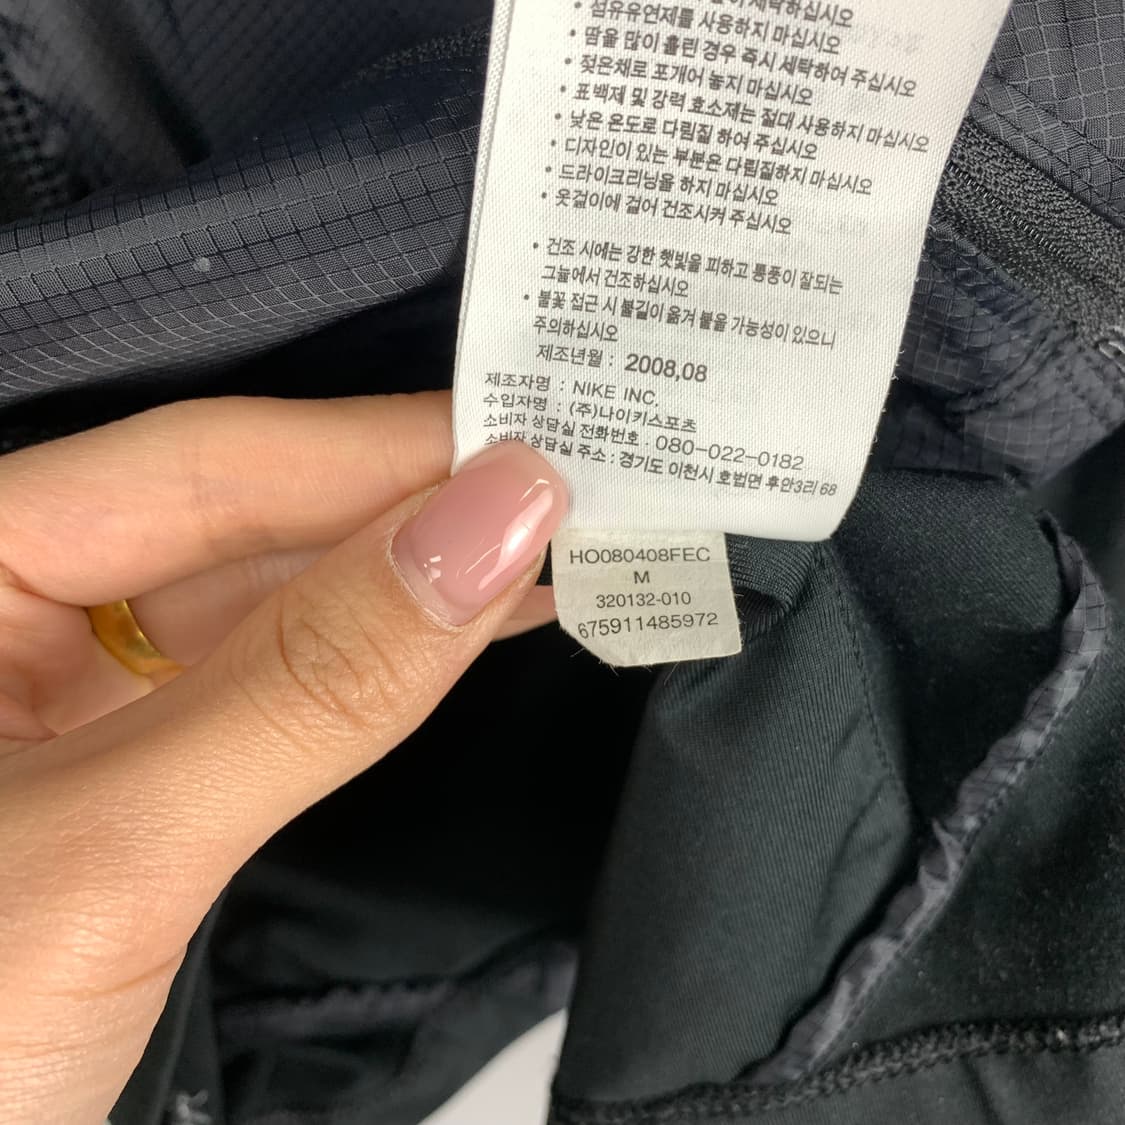 세탁하십시오
• 섬유유연제를 사용하지 마십시오
• 땀을 많이 흘린 경우 즉시 세탁하여 주십시오
• 젖은채로 포개어 놓지 마십시오
• 표백제 및 강력 효소제는 절대 사용하지 마십시오
• 낮은 온도로 다림질 하여 주십시오
• 디자인이 있는 부분은 다림질하지 마십시오
• 드라이크리닝을 하지 마십시오
• 옷걸이에 걸어 건조시켜 주십시오
• 건조 시에는 강한 햇빛을 피하고 통풍이 잘되는
그늘에서 건조하십시오
• 불꽃 접근 시 불길이 옮겨 붙을 가능성이 있으니
주의하십시오
제조년월 : 2008,08
제조자명 : NIKE INC.
수입자명 : (주)나이키스포츠
소비자 상담실 전화번호 : 080-022-0182
소비자 상담실 주소 : 경기도 이천시 호법면 후안3리 68
HO080408FEC
M
320132-010
675911485972